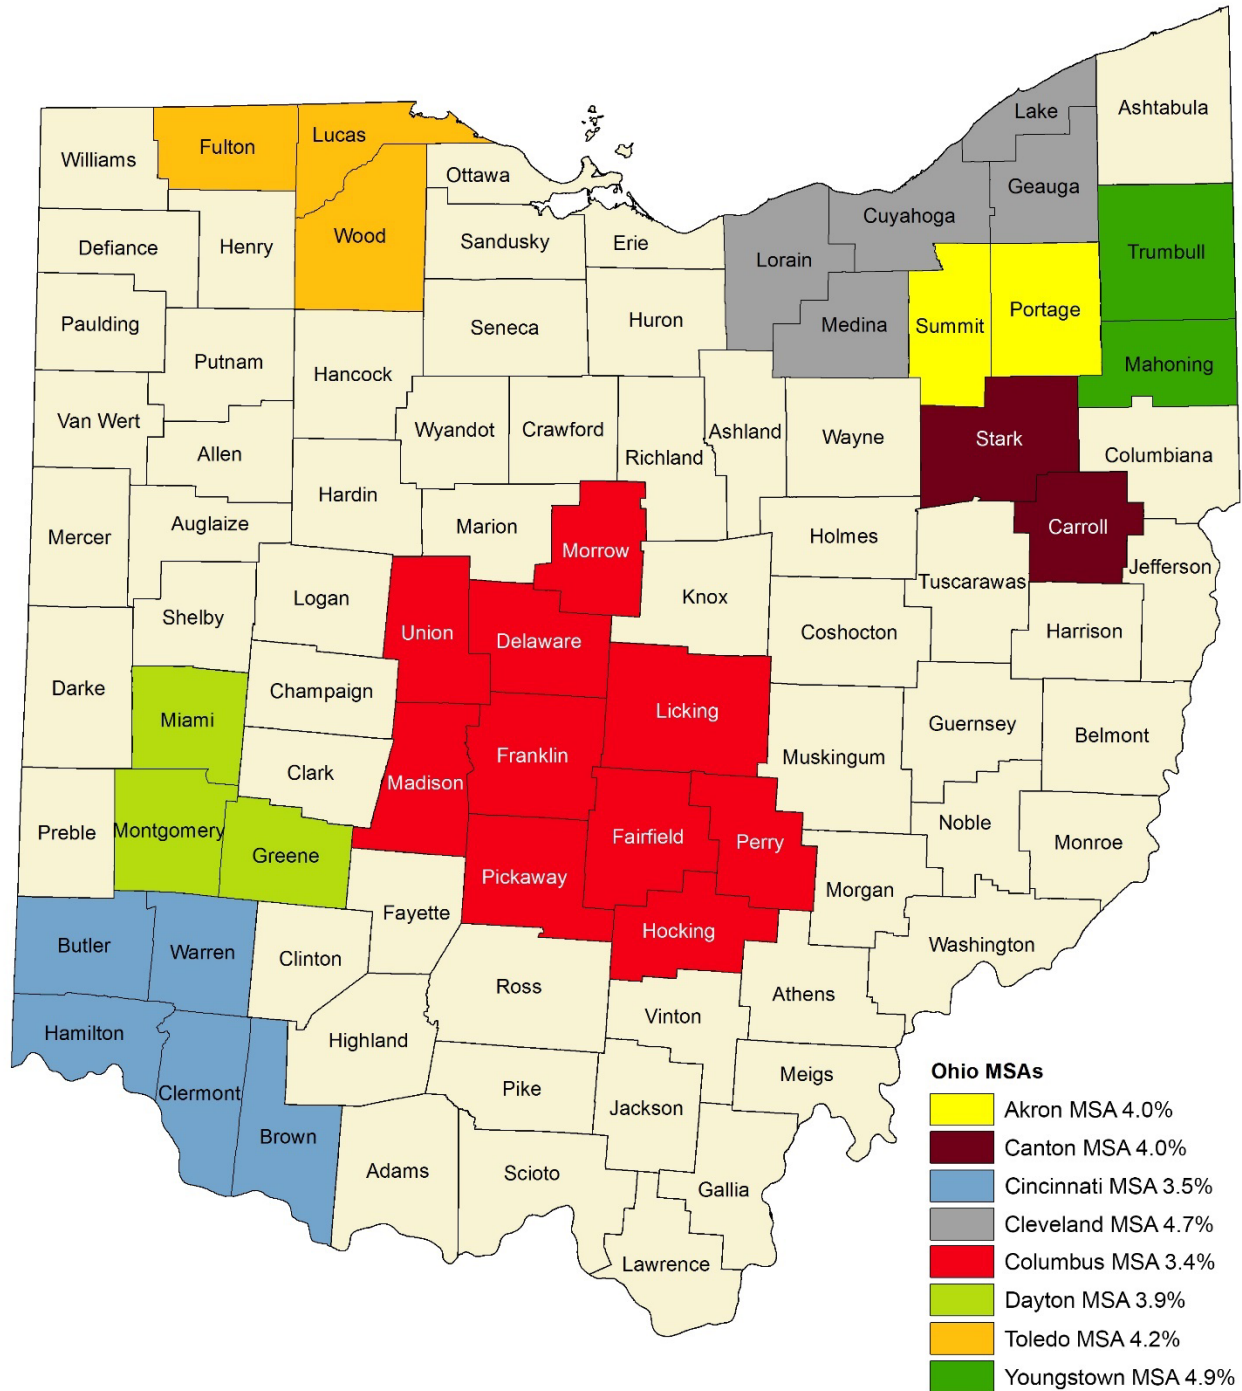 Lake
Ashtabula
Lucas
Fulton
Williams
Ottawa
Geauga
Cuyahoga
Wood
Sandusky
Erie
Henry
Defiance
Trumbull
Lorain
Portage
Huron
Medina
Summit
Seneca
Paulding
Putnam
Hancock
Mahoning
Van Wert
Wyandot
Crawford
Ashland
Wayne
Stark
Allen
Richland
Columbiana
Hardin
Auglaize
Marion
Mercer
Holmes
Carroll
Morrow
Jefferson
Tuscarawas
Logan
Knox
Shelby
Union
Delaware
Coshocton
Harrison
Darke
Champaign
Licking
Miami
Guernsey
Belmont
Franklin
Muskingum
Clark
Madison
Preble
Montgomery
Noble
Fairfield
Perry
Monroe
Greene
Pickaway
Morgan
Fayette
Hocking
Washington
Butler
Warren
Clinton
Ross
Athens
Vinton
Hamilton
Highland
Meigs
Clermont
Pike
Jackson
Brown
Adams
Scioto
Gallia
Lawrence
Ohio MSAs
Akron MSA 4.0%
Canton MSA 4.0%
Cincinnati MSA 3.5%
Cleveland MSA 4.7%
Columbus MSA 3.4%
Dayton MSA 3.9%
Toledo MSA 4.2%
Youngstown MSA 4.9%